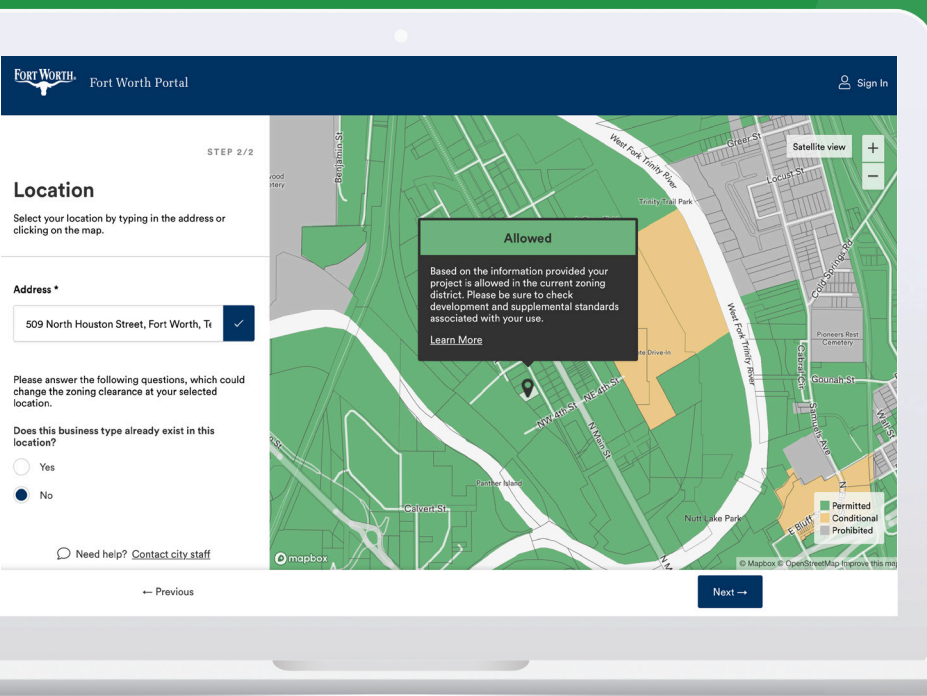 FORT WORTH®
Fort Worth Portal
Sign In
STEP 2/2
Location
Select your location by typing in the address or
clicking on the map.
Address *
509 North Houston Street, Fort Worth, Te
Please answer the following questions, which could
change the zoning clearance at your selected
location.
Does this business type already exist in this
location?
Yes
No
Need help? Contact city staff
← Previous
Next →
Satellite view
+
−
Allowed
Based on the information provided your
project is allowed in the current zoning
district. Please be sure to check
development and supplemental standards
associated with your use.
Learn More
Benjamin St
West Fork Trinity River
Greer St
Locust St
Trinity Trail Park
Cold Springs Rd
West Fork Trinity River
Pioneers Rest
Cemetery
Cabral Cir
Gounah St
Samuels Ave
Wall St
te Drive-In
NW 4th St
NE 4th St
N Main St
Panther Island
Calvert St
Nutt Lake Park
E Bluff
N M
N
Permitted
Conditional
Prohibited
mapbox
© Mapbox © OpenStreetMap Improve this map